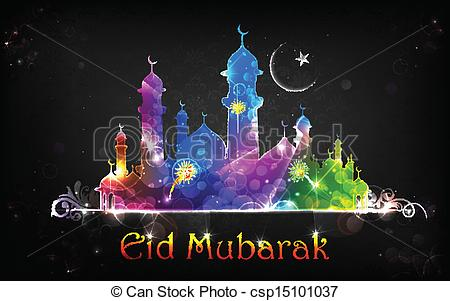 Eid Mubarak
© Can Stock Photo - csp15101037